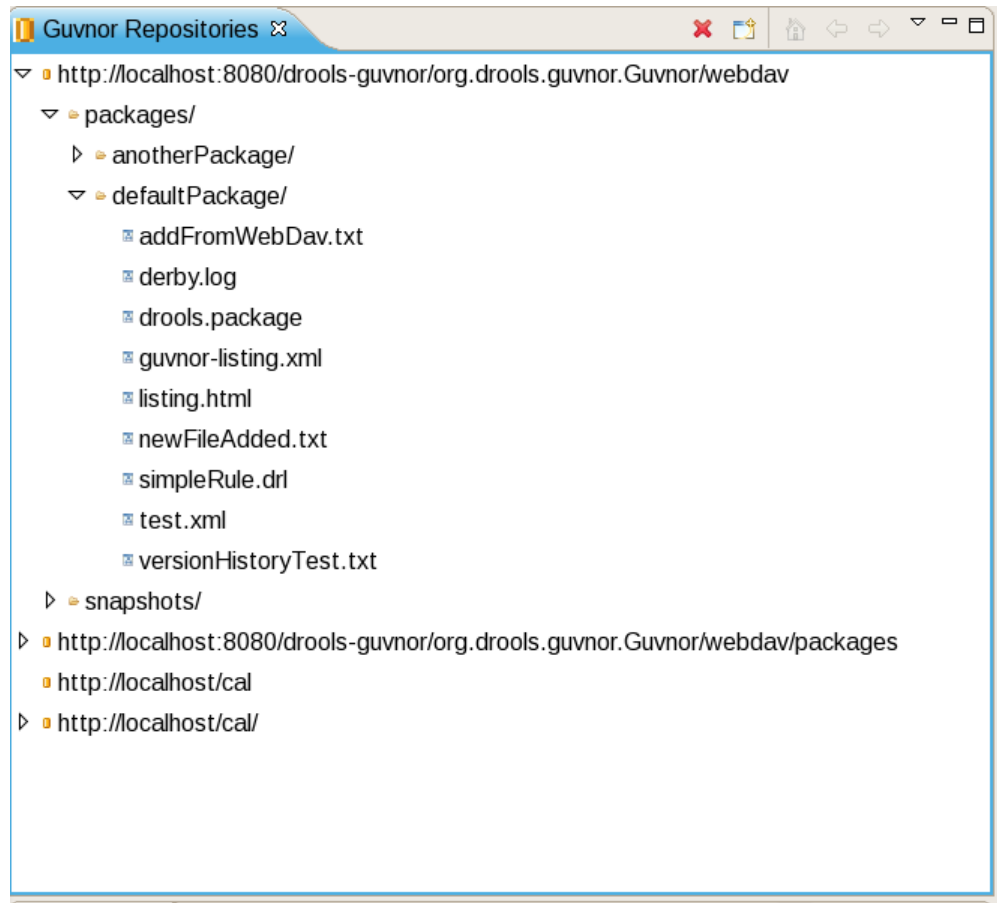 Guvnor Repositories
http://localhost:8080/drools-guvnor/org.drools.guvnor.Guvnor/webdav
packages/
anotherPackage/
defaultPackage/
addFromWebDav.txt
derby.log
drools.package
guvnor-listing.xml
listing.html
newFileAdded.txt
simpleRule.drl
test.xml
versionHistoryTest.txt
snapshots/
http://localhost:8080/drools-guvnor/org.drools.guvnor.Guvnor/webdav/packages
http://localhost/cal
http://localhost/cal/